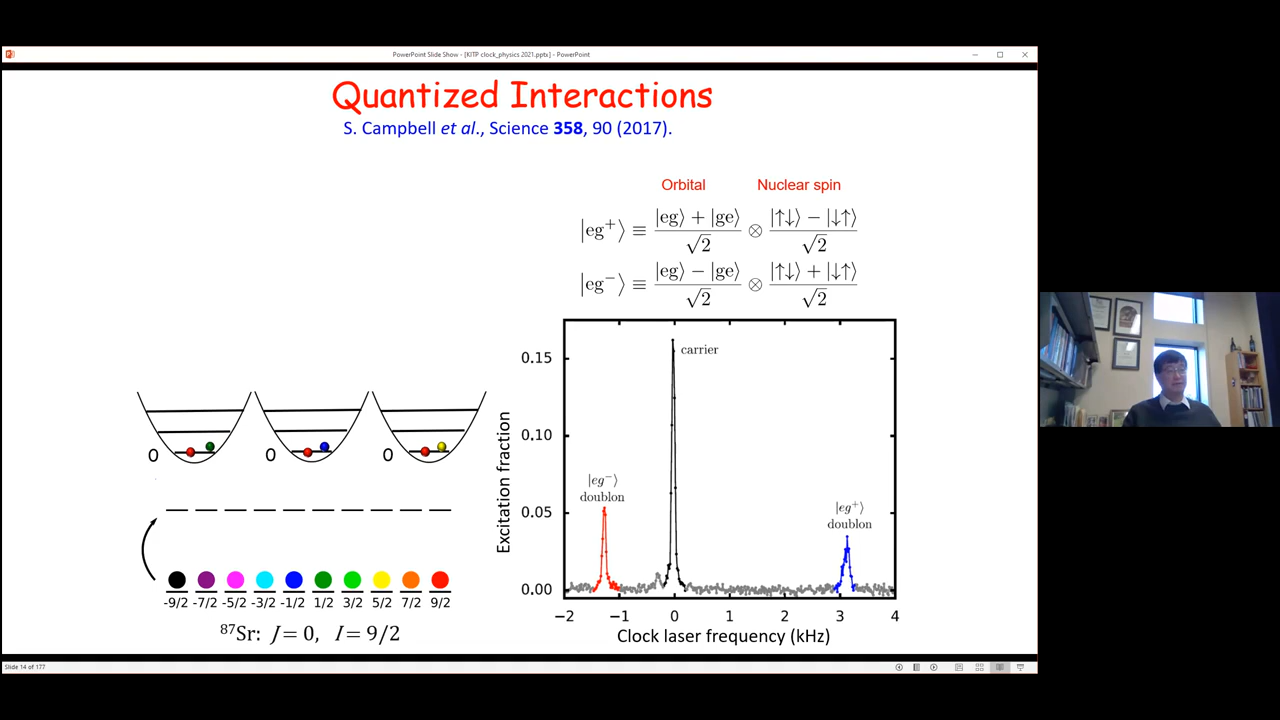 PowerPoint Slide Show - [KITP clock_physics 2021.pptx] - PowerPoint
Quantized Interactions
S. Campbell et al., Science 358, 90 (2017).
Orbital Nuclear spin
|eg⁺⟩ ≡ (|eg⟩ + |ge⟩)/√2 ⊗ (|↑↓⟩ − |↓↑⟩)/√2
|eg⁻⟩ ≡ (|eg⟩ − |ge⟩)/√2 ⊗ (|↑↓⟩ + |↓↑⟩)/√2
0 0 0
-9/2 -7/2 -5/2 -3/2 -1/2 1/2 3/2 5/2 7/2 9/2
⁸⁷Sr: J = 0, I = 9/2
Excitation fraction
0.15
0.10
0.05
0.00
carrier
|eg⁻⟩
doublon
|eg⁺⟩
doublon
−2 −1 0 1 2 3 4
Clock laser frequency (kHz)
Slide 14 of 177